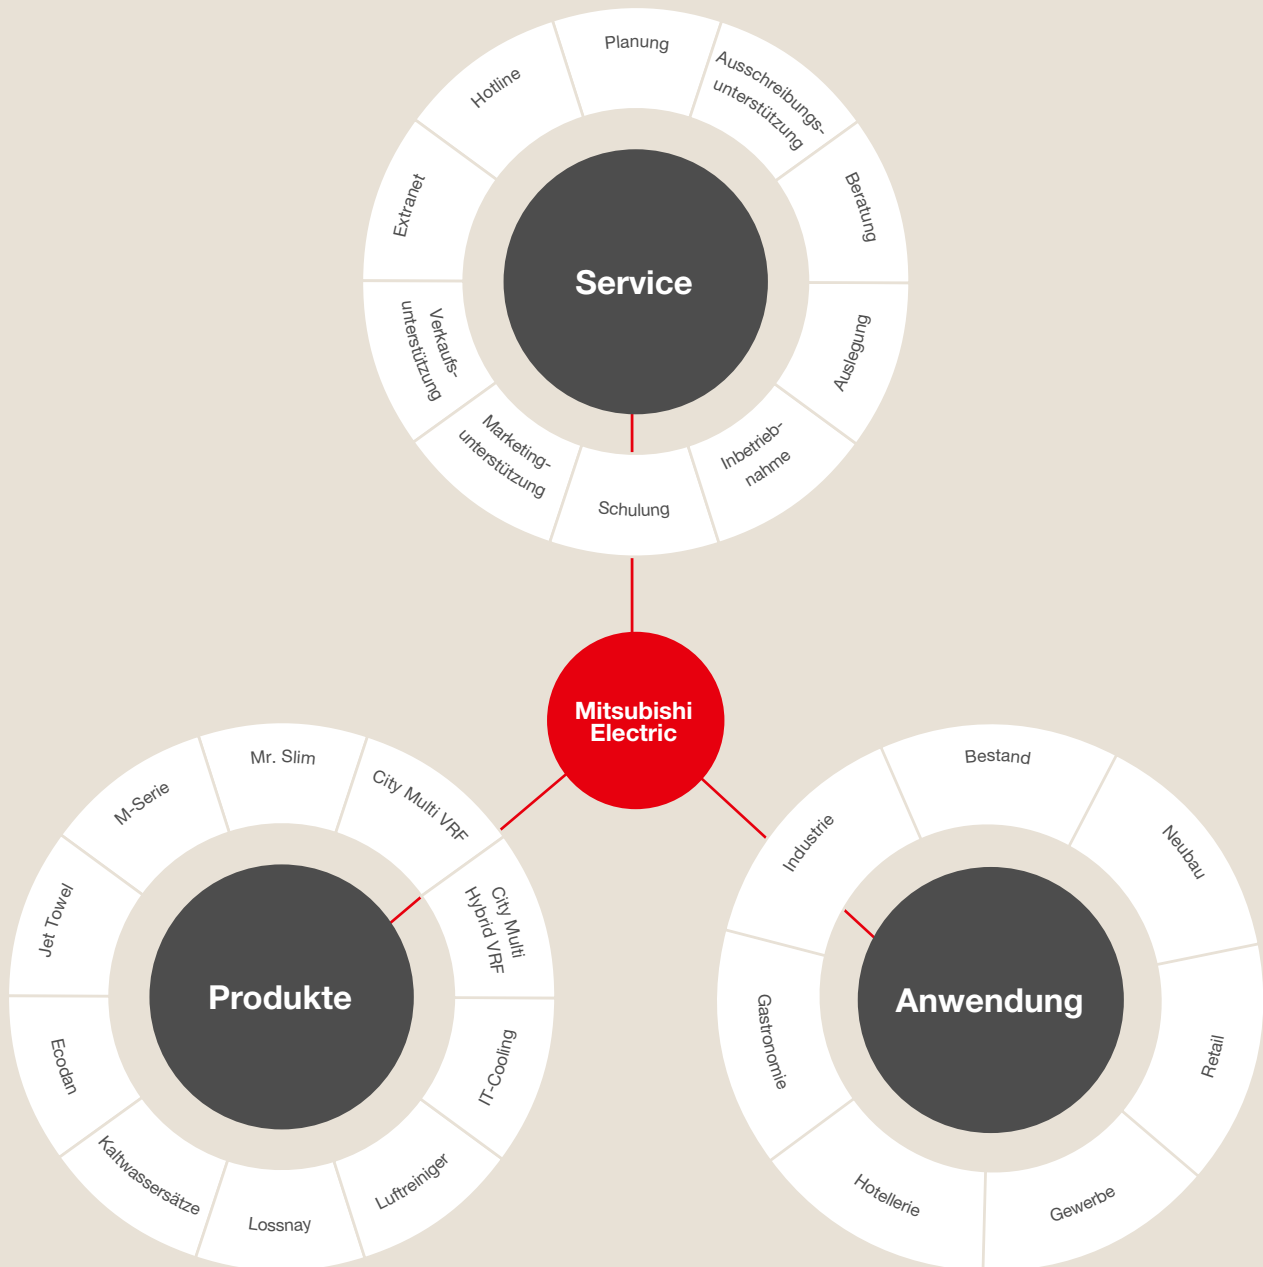 Planung
Ausschreibungs-
unterstützung
Beratung
Auslegung
Inbetrieb-
nahme
Schulung
Marketing-
unterstützung
Verkaufs-
unterstützung
Extranet
Hotline
Service
Mitsubishi
Electric
Mr. Slim
City Multi VRF
City Multi
Hybrid VRF
IT-Cooling
Luftreiniger
Lossnay
Kaltwassersätze
Ecodan
Jet Towel
M-Serie
Produkte
Bestand
Neubau
Retail
Gewerbe
Hotellerie
Gastronomie
Industrie
Anwendung